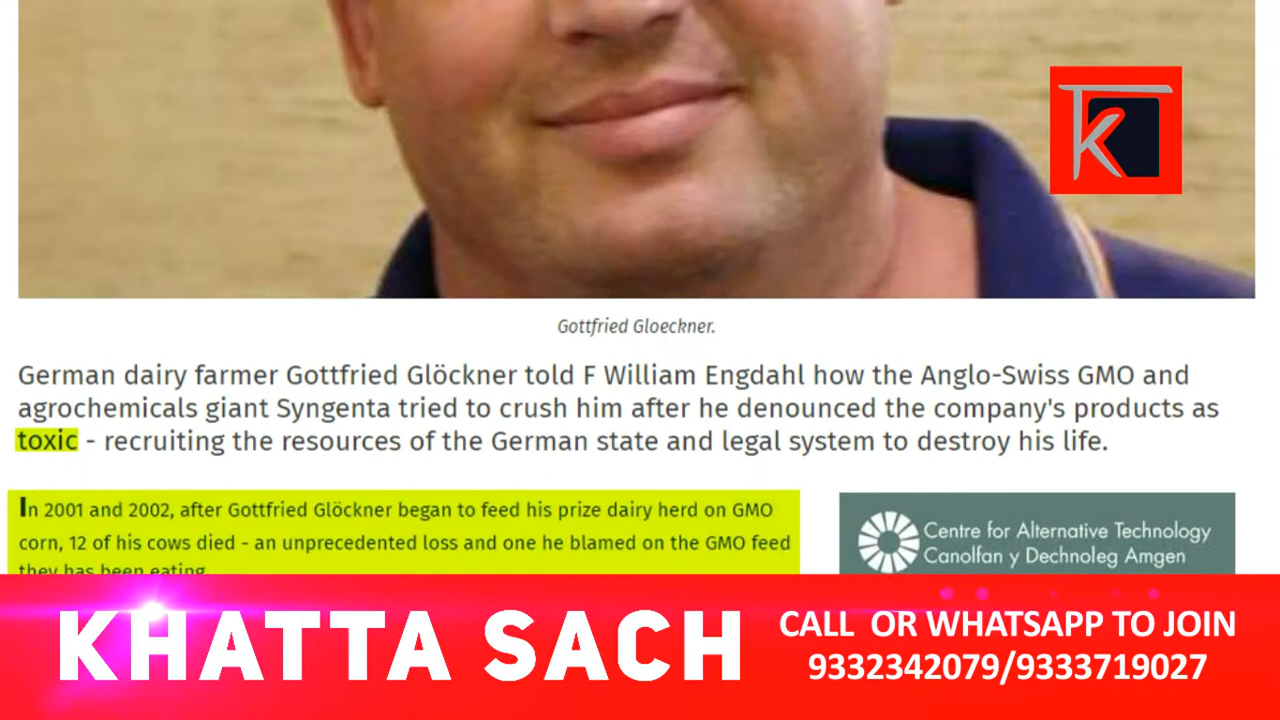 K
Gottfried Gloeckner.
German dairy farmer Gottfried Glöckner told F William Engdahl how the Anglo-Swiss GMO and
agrochemicals giant Syngenta tried to crush him after he denounced the company's products as
toxic - recruiting the resources of the German state and legal system to destroy his life.
In 2001 and 2002, after Gottfried Glöckner began to feed his prize dairy herd on GMO
corn, 12 of his cows died - an unprecedented loss and one he blamed on the GMO feed
they has been eating
Centre for Alternative Technology
Canolfan y Dechnoleg Amgen
KHATTA SACH
CALL OR WHATSAPP TO JOIN
9332342079/9333719027